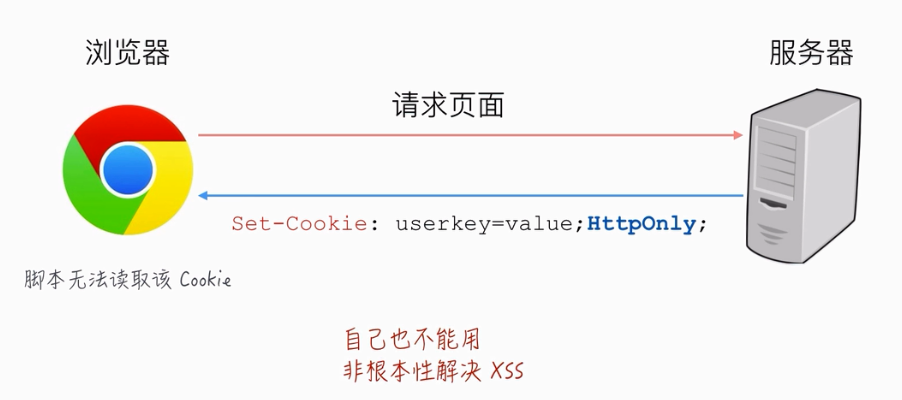 浏览器
服务器
请求页面
Set-Cookie: userkey=value;HttpOnly;
脚本无法读取该 Cookie
自己也不能用
非根本性解决 XSS